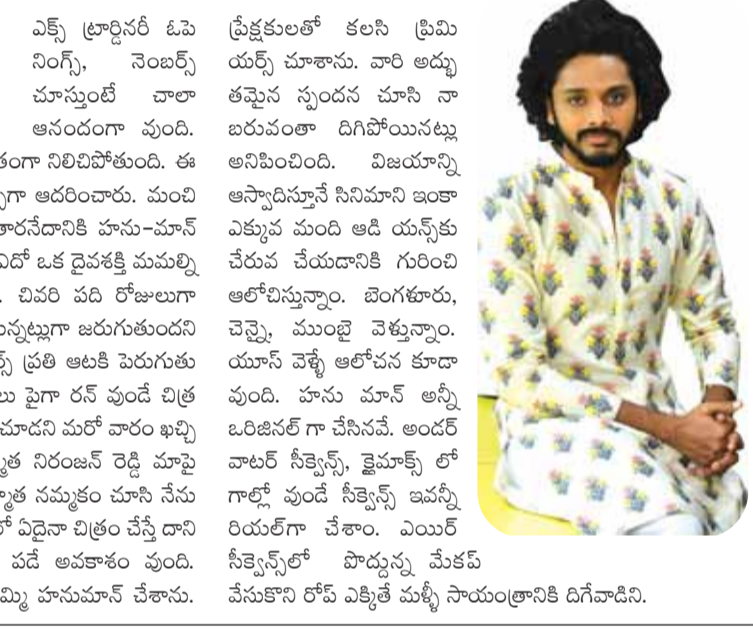 ఎక్స్ ట్రార్డినరీ ఓపె
నింగ్స్, నెంబర్స్
చూస్తుంటే చాలా
ఆనందంగా వుంది.
నిలిచిపోతుంది. ఈ
ఆదరించారు. మంచి
హను-మాన్
ఏదో ఒక దైవశక్తి మమల్ని
చివరి పది రోజులుగా
జరుగుతుందని
ప్రతి ఆటకి పెరుగుతు
పైగా రన్ వుండే చిత్ర
చూడని మరో వారం ఖచ్చి
నిరంజన్ రెడ్డి మాపై
నమ్మకం చూసి నేను
ఏదైనా చిత్రం చేస్తే దాని
పడే అవకాశం వుంది.
హనుమాన్ చేశాను.
ప్రేక్షకులతో కలసి ప్రిమి
యర్స్ చూశాను. వారి అద్భు
తమైన స్పందన చూసి నా
బరువంతా దిగిపోయినట్లు
అనిపించింది. విజయాన్ని
ఆస్వాదిస్తూనే సినిమాని ఇంకా
ఎక్కువ మంది ఆడి యన్స్‌కు
చేరువ చేయడానికి గురించి
ఆలోచిస్తున్నాం. బెంగళూరు,
చెన్నై, ముంబై వెళ్తున్నాం.
యూస్ వెళ్ళే ఆలోచన కూడా
వుంది. హను మాన్ అన్నీ
ఒరిజినల్ గా చేసినవే. అండర్
వాటర్ సీక్వెన్స్, క్లైమాక్స్ లో
గాల్లో వుండే సీక్వెన్స్ ఇవన్నీ
రియల్‌గా చేశాం. ఎయిర్
సీక్వెన్స్‌లో పొద్దున్న మేకప్
వేసుకొని రోప్ ఎక్కితే మళ్ళీ సాయంత్రానికి దిగేవాడిని.